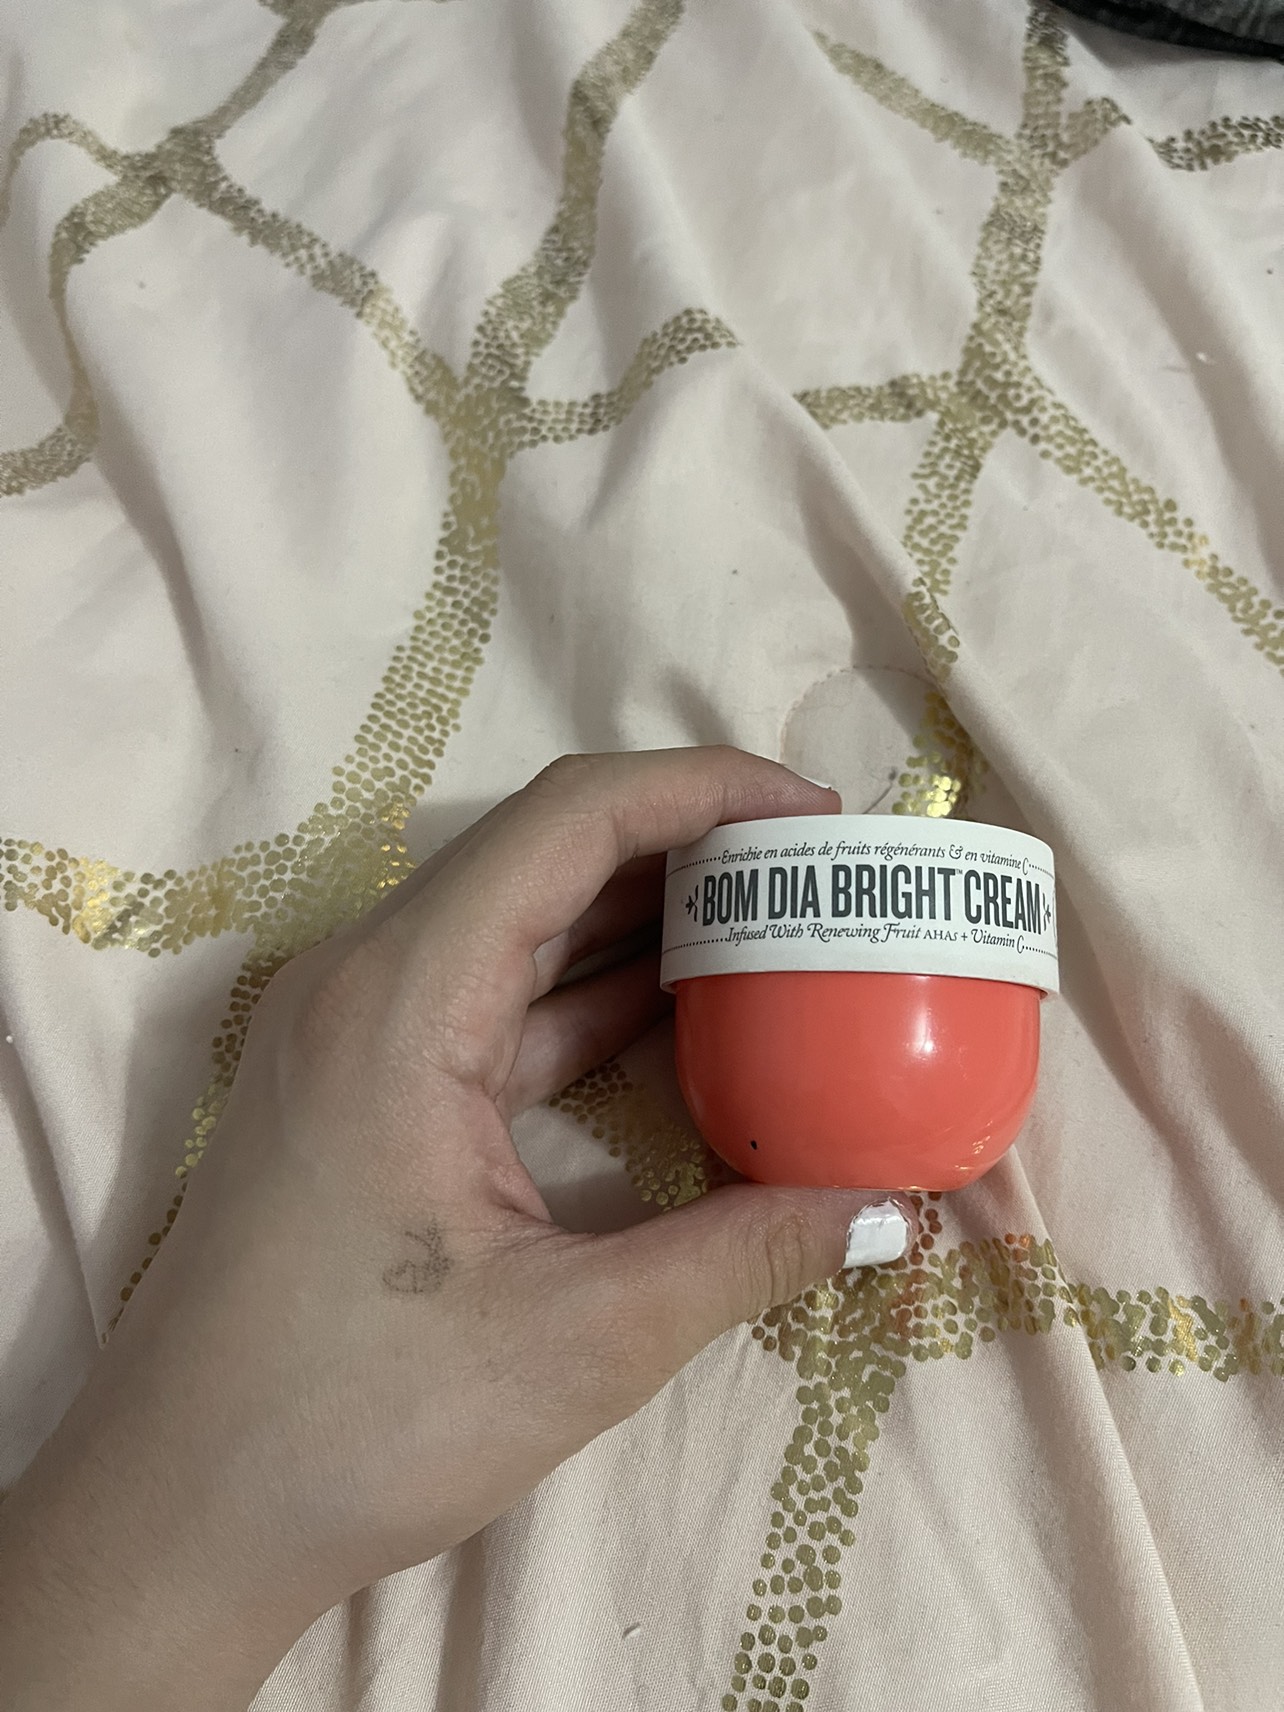 Enrichie en acides de fruits régénérants & en vitamine C
BOM DIA BRIGHT™ CREAM
Infused With Renewing Fruit AHAs + Vitamin C